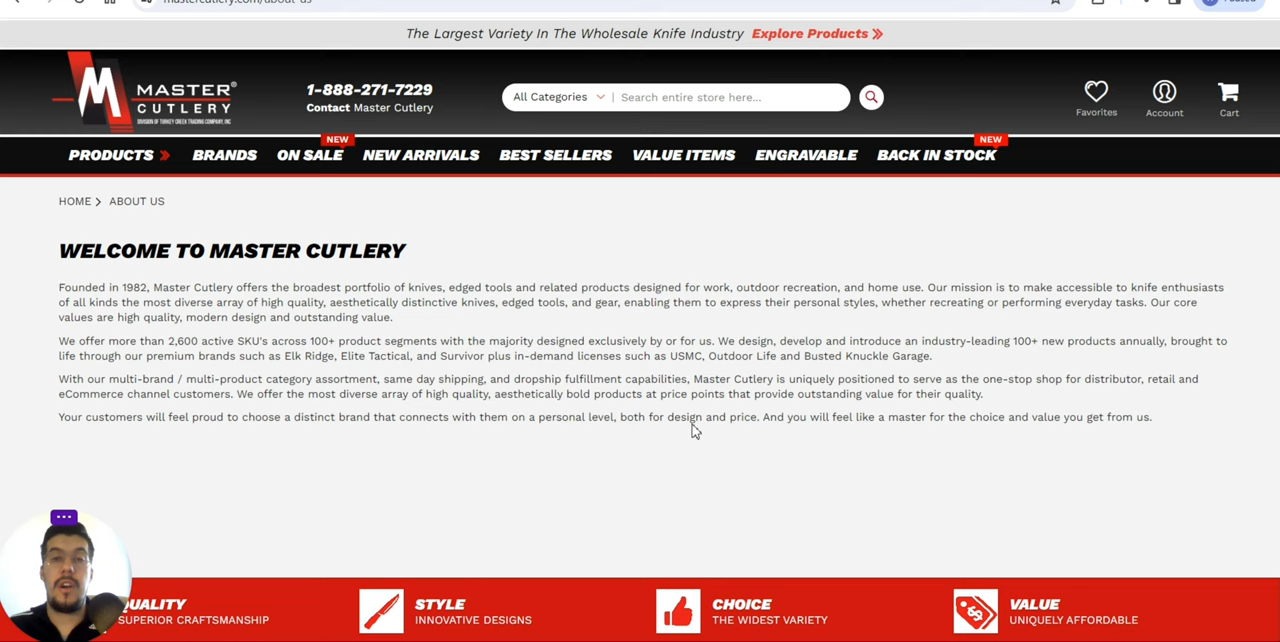 mastercutlery.com/about-us
Paused
The Largest Variety In The Wholesale Knife Industry Explore Products
MASTER®
CUTLERY
DIVISION OF TURKEY CREEK TRADING COMPANY, INC
1-888-271-7229
Contact Master Cutlery
All Categories | Search entire store here...
Favorites
Account
Cart
NEW
NEW
PRODUCTS BRANDS ON SALE NEW ARRIVALS BEST SELLERS VALUE ITEMS ENGRAVABLE BACK IN STOCK
HOME > ABOUT US
WELCOME TO MASTER CUTLERY
Founded in 1982, Master Cutlery offers the broadest portfolio of knives, edged tools and related products designed for work, outdoor recreation, and home use. Our mission is to make accessible to knife enthusiasts
of all kinds the most diverse array of high quality, aesthetically distinctive knives, edged tools, and gear, enabling them to express their personal styles, whether recreating or performing everyday tasks. Our core
values are high quality, modern design and outstanding value.
We offer more than 2,600 active SKU's across 100+ product segments with the majority designed exclusively by or for us. We design, develop and introduce an industry-leading 100+ new products annually, brought to
life through our premium brands such as Elk Ridge, Elite Tactical, and Survivor plus in-demand licenses such as USMC, Outdoor Life and Busted Knuckle Garage.
With our multi-brand / multi-product category assortment, same day shipping, and dropship fulfillment capabilities, Master Cutlery is uniquely positioned to serve as the one-stop shop for distributor, retail and
eCommerce channel customers. We offer the most diverse array of high quality, aesthetically bold products at price points that provide outstanding value for their quality.
Your customers will feel proud to choose a distinct brand that connects with them on a personal level, both for design and price. And you will feel like a master for the choice and value you get from us.
QUALITY
SUPERIOR CRAFTSMANSHIP
STYLE
INNOVATIVE DESIGNS
CHOICE
THE WIDEST VARIETY
VALUE
UNIQUELY AFFORDABLE